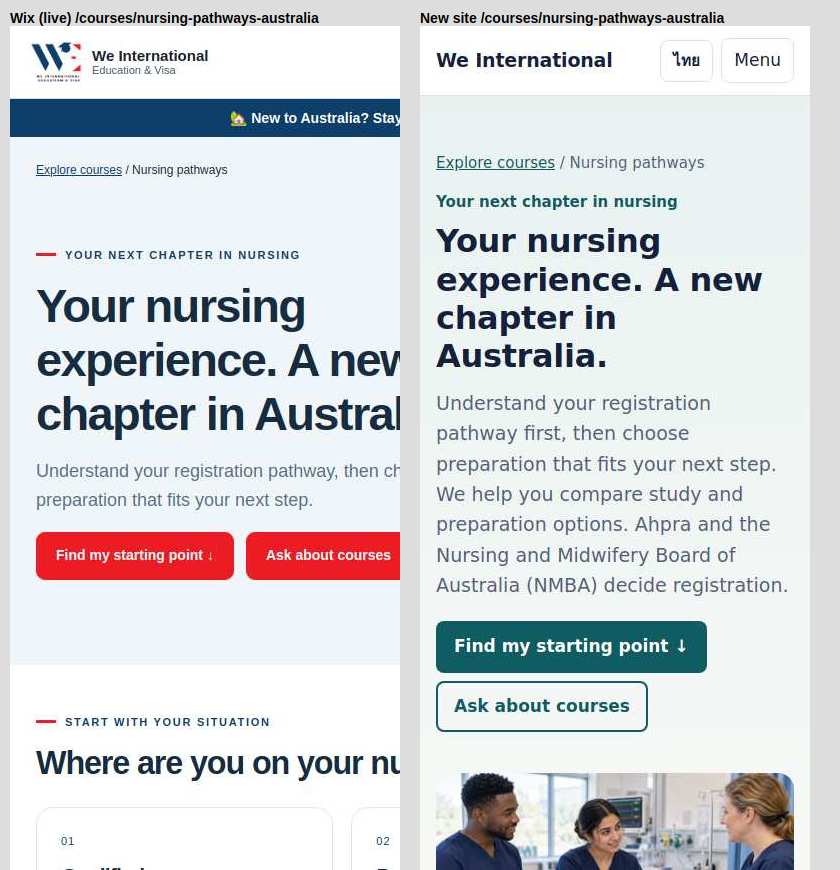 Wix (live) /courses/nursing-pathways-australia
We International
Education & Visa
🏡 New to Australia? Stay
Explore courses / Nursing pathways
YOUR NEXT CHAPTER IN NURSING
Your nursing
experience. A new
chapter in Austral
Understand your registration pathway, then ch
preparation that fits your next step.
Find my starting point ↓
Ask about courses
START WITH YOUR SITUATION
Where are you on your nu
01
02
New site /courses/nursing-pathways-australia
We International
ไทย
Menu
Explore courses / Nursing pathways
Your next chapter in nursing
Your nursing
experience. A new
chapter in
Australia.
Understand your registration
pathway first, then choose
preparation that fits your next step.
We help you compare study and
preparation options. Ahpra and the
Nursing and Midwifery Board of
Australia (NMBA) decide registration.
Find my starting point ↓
Ask about courses